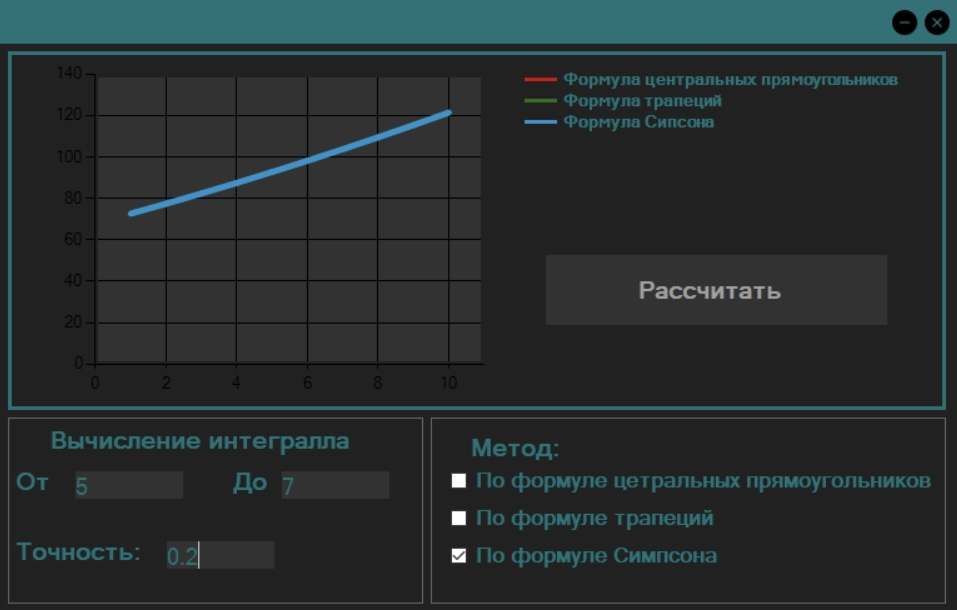 140
120
100
80
60
40
20
0
0 2 4 6 8 10
Формула центральных прямоугольников
Формула трапеций
Формула Сипсона
Рассчитать
Вычисление интегралла
От 5 До 7
Точность: 0.2
Метод:
По формуле цетральных прямоугольников
По формуле трапеций
По формуле Симпсона